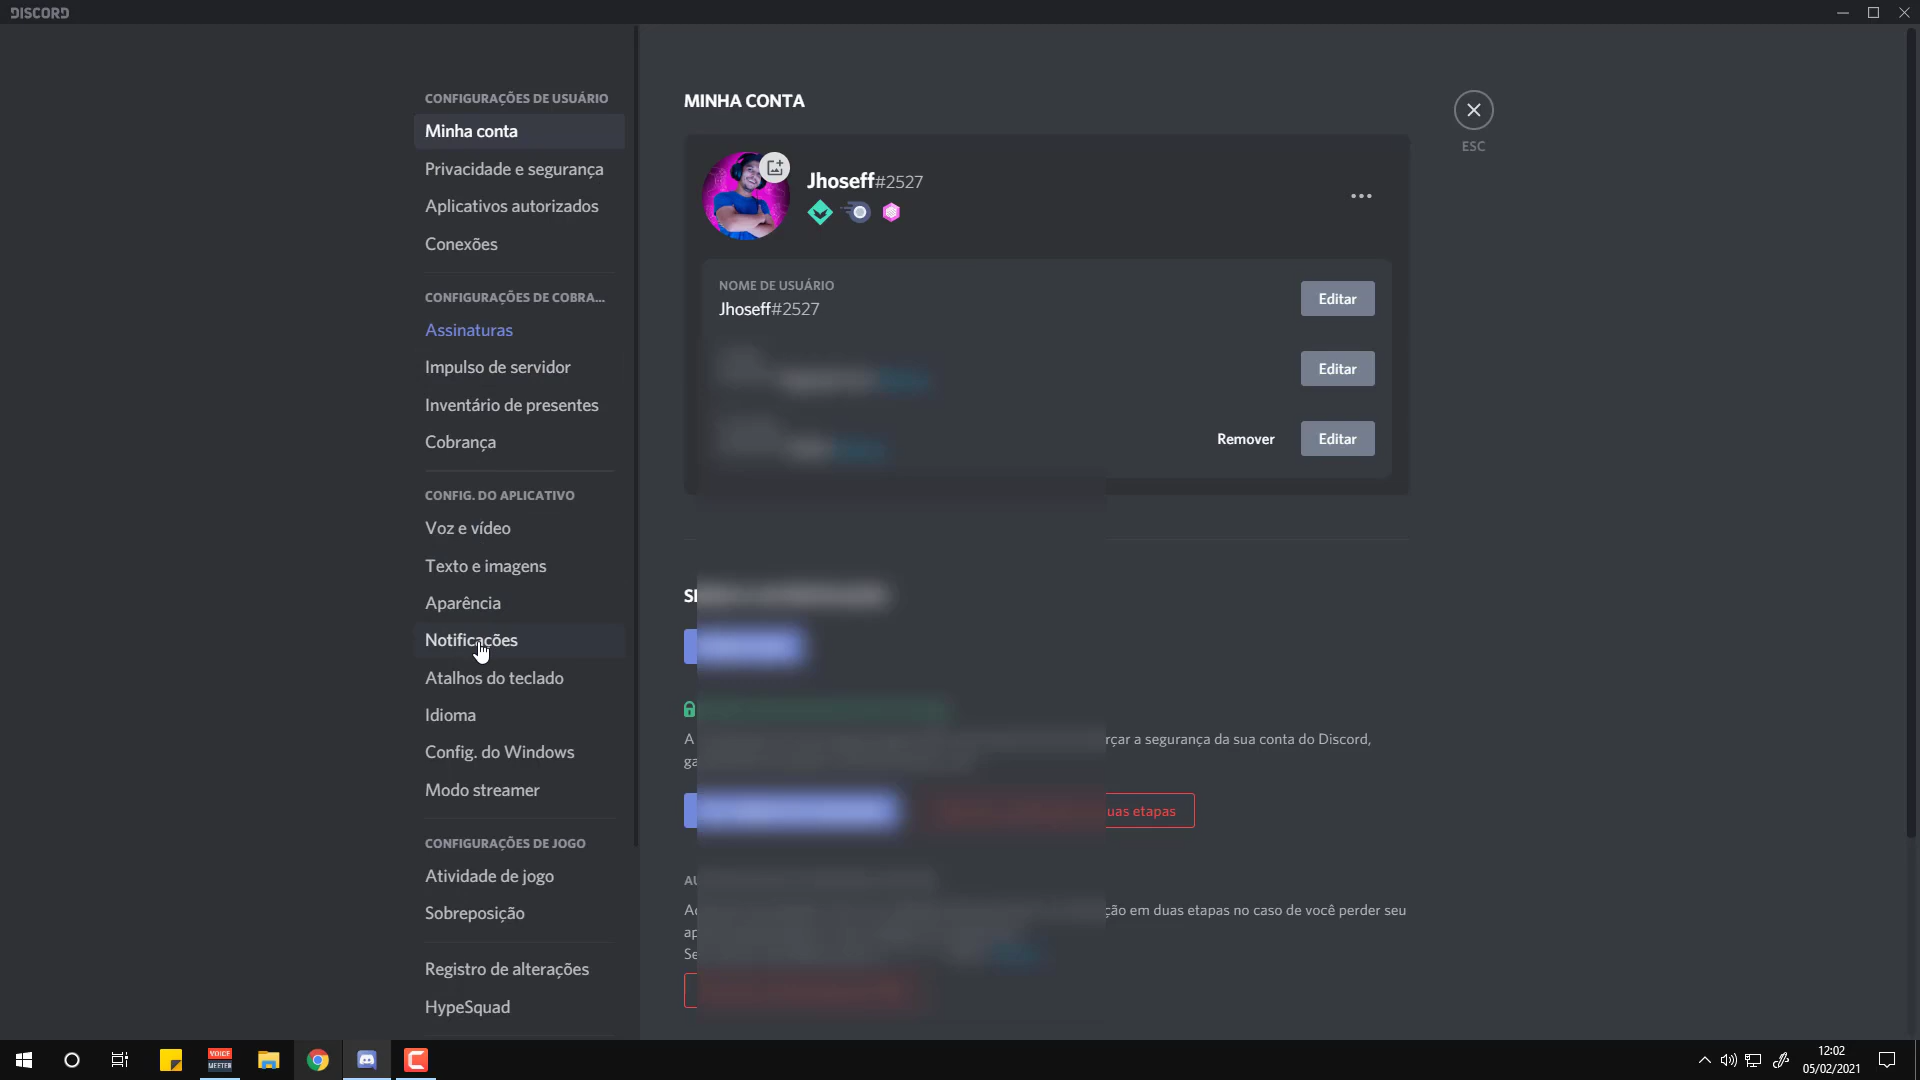 DISCORD
CONFIGURAÇÕES DE USUÁRIO
Minha conta
Privacidade e segurança
Aplicativos autorizados
Conexões
CONFIGURAÇÕES DE COBRA...
Assinaturas
Impulso de servidor
Inventário de presentes
Cobrança
CONFIG. DO APLICATIVO
Voz e vídeo
Texto e imagens
Aparência
Notificações
Atalhos do teclado
Idioma
Config. do Windows
Modo streamer
CONFIGURAÇÕES DE JOGO
Atividade de jogo
Sobreposição
Registro de alterações
HypeSquad
MINHA CONTA
ESC
Jhoseff#2527
NOME DE USUÁRIO
Jhoseff#2527
Editar
Editar
Remover
Editar
a segurança da sua conta do Discord,
etapas
em duas etapas no caso de você perder seu
VOICE
MEETER
12:02
05/02/2021